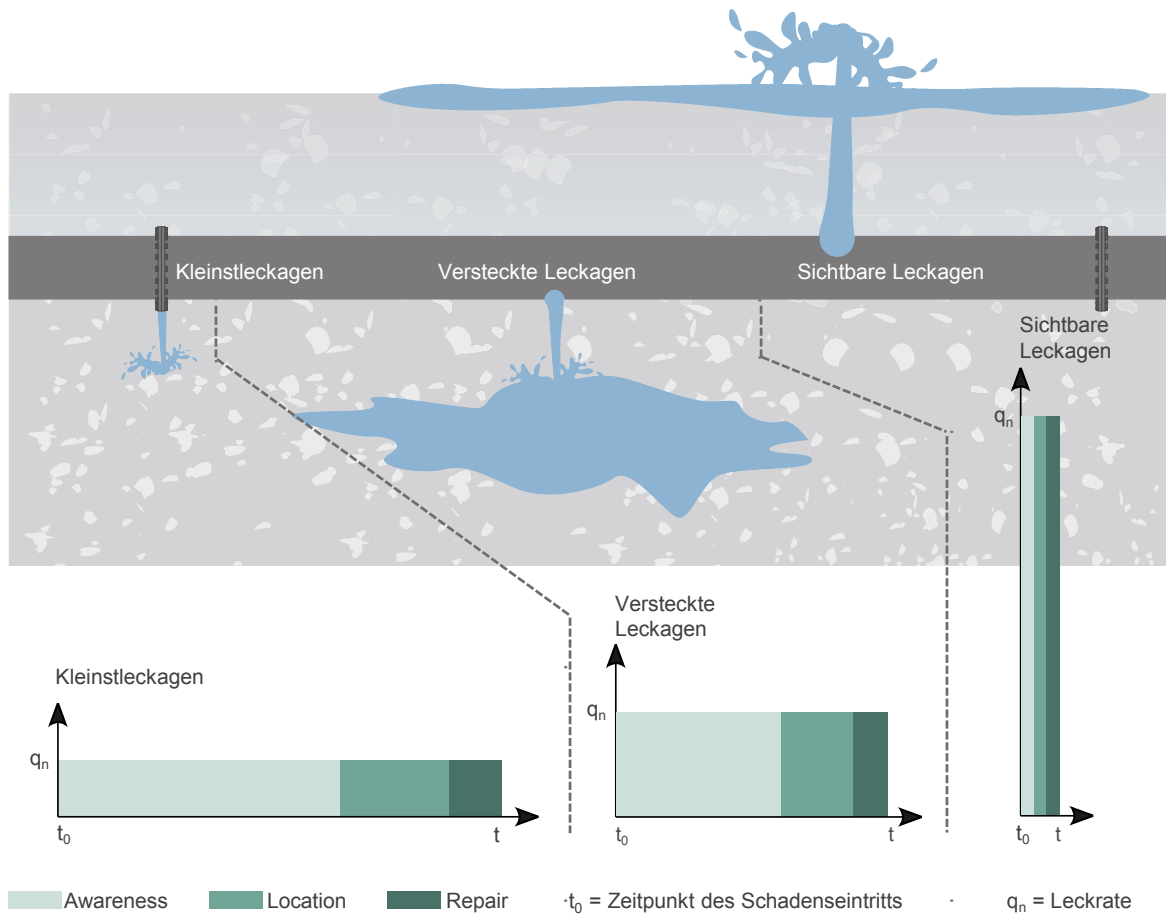 Kleinstleckagen
Versteckte Leckagen
Sichtbare Leckagen
Sichtbare
Leckagen
qn
t0
t
Versteckte
Leckagen
qn
t0
t
Kleinstleckagen
qn
t0
t
Awareness
Location
Repair
t0 = Zeitpunkt des Schadenseintritts
qn = Leckrate